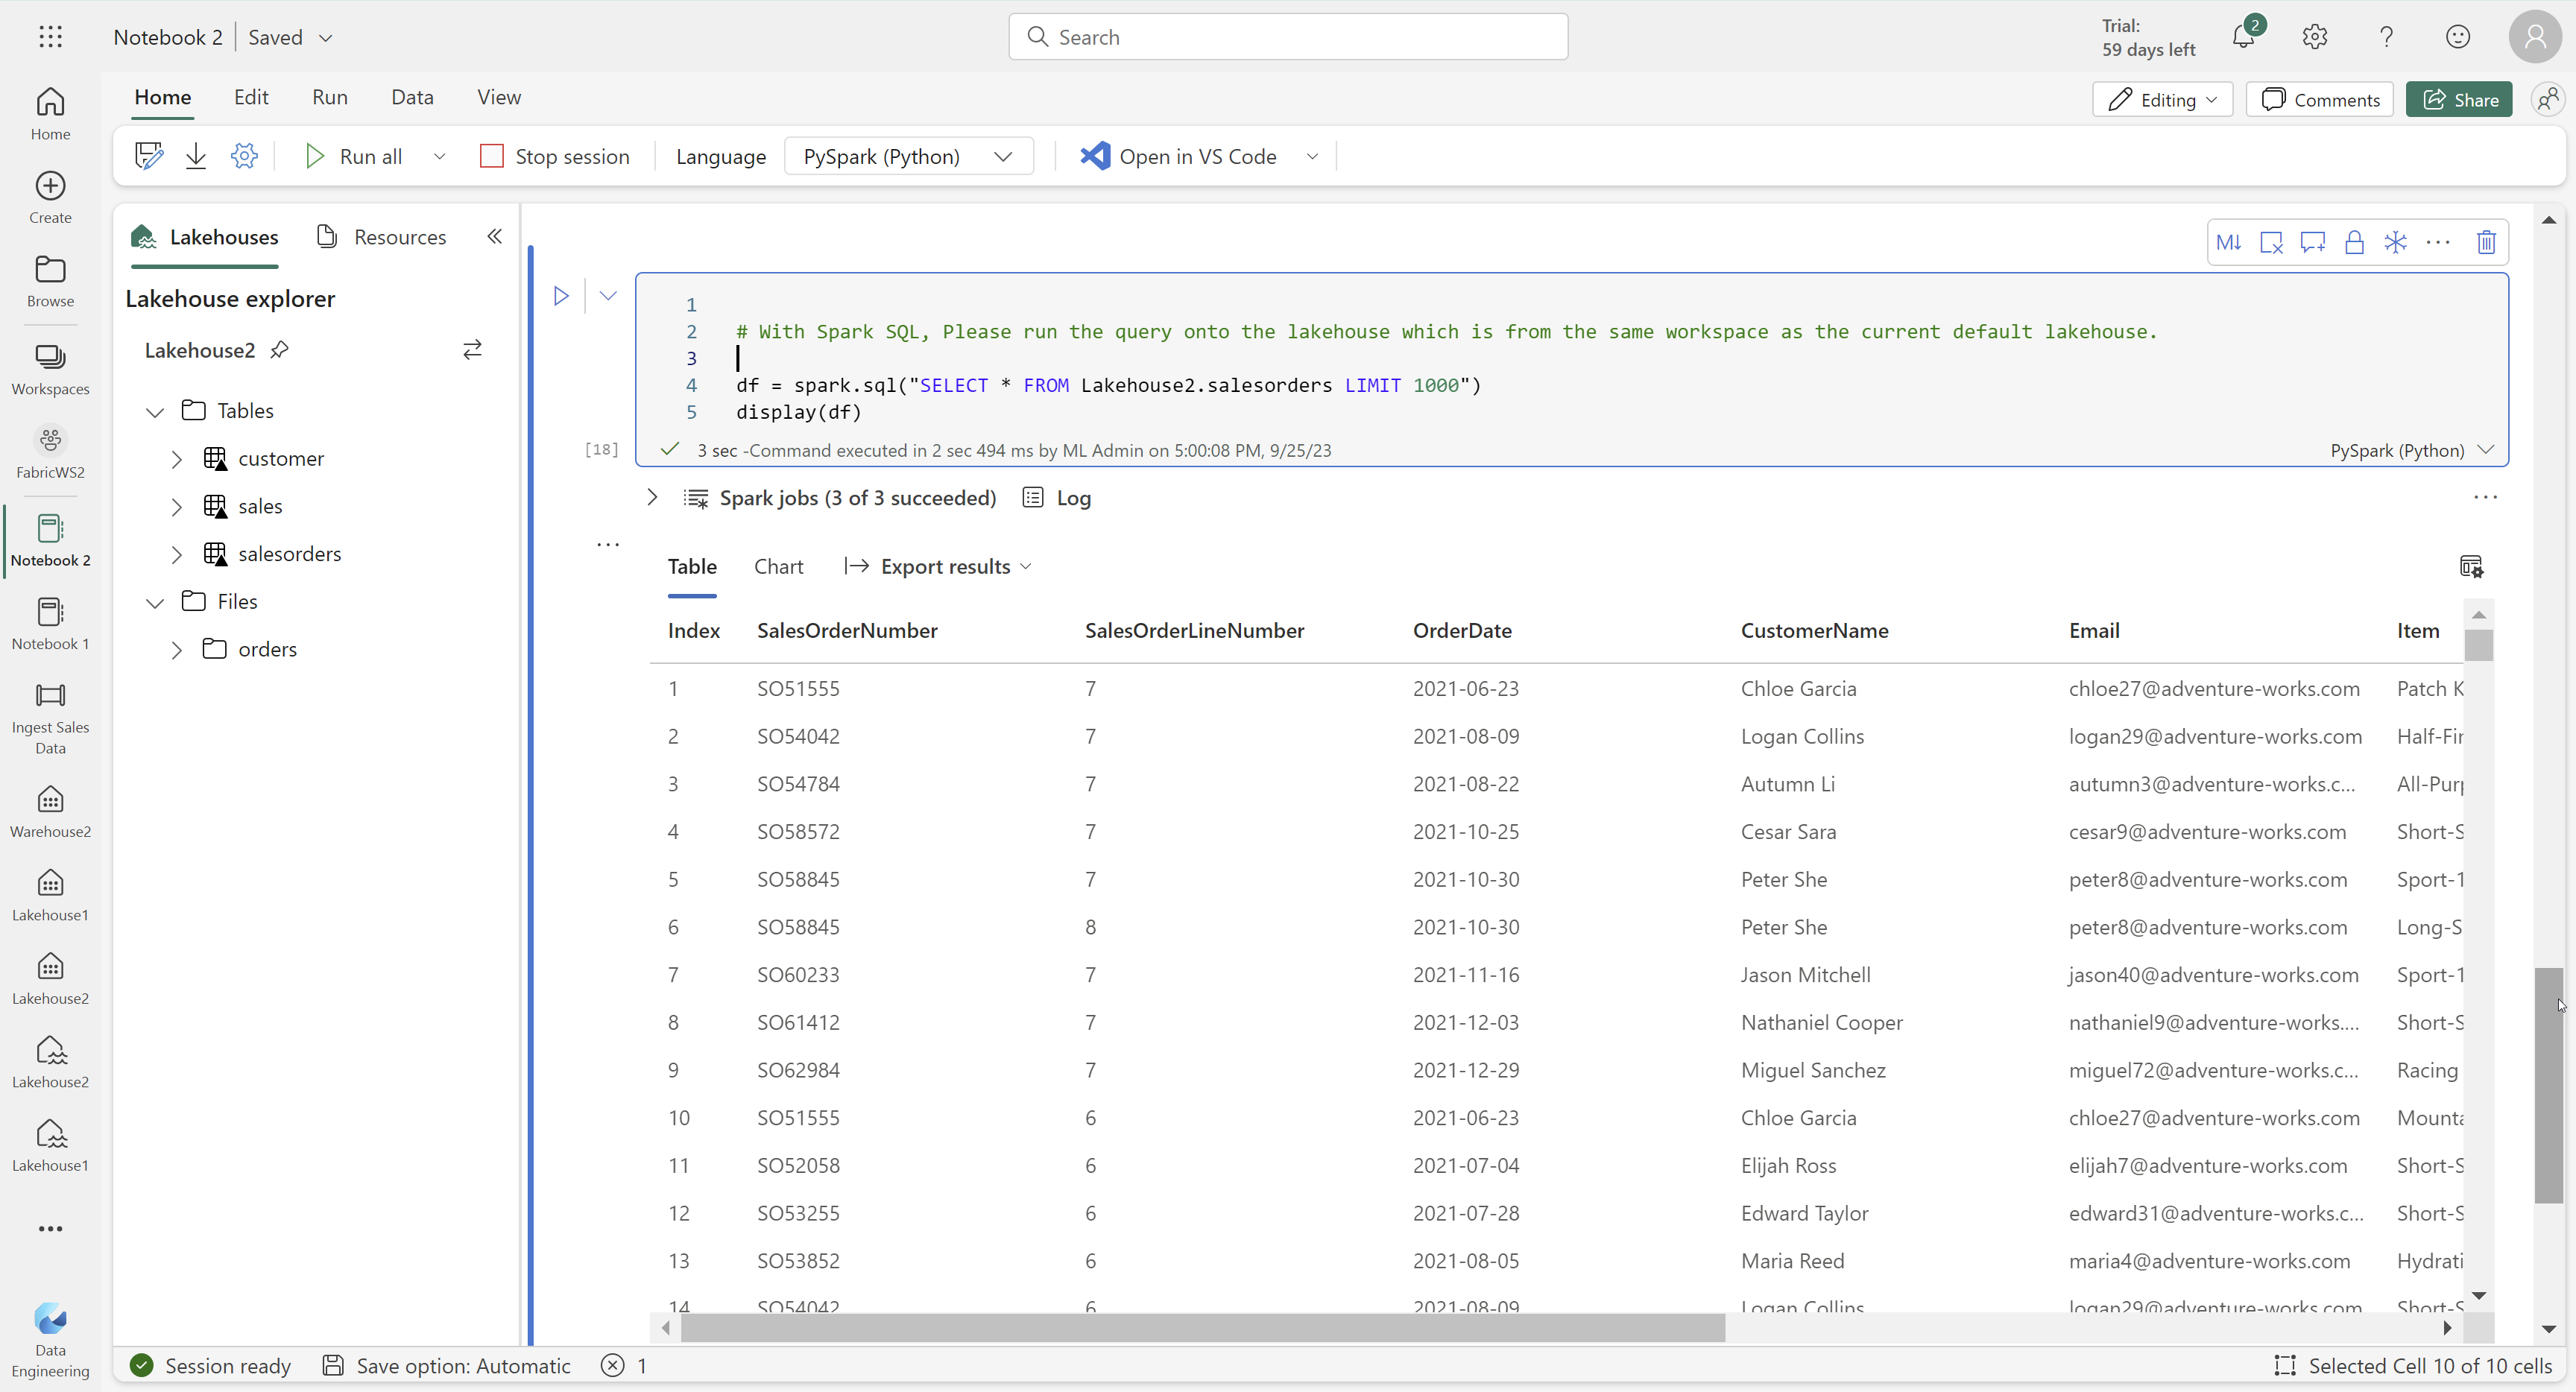 Notebook 2 | Saved
Search
Trial:
59 days left
2
Home Edit Run Data View
Editing Comments Share
Run all Stop session Language PySpark (Python) Open in VS Code
Home
Create
Browse
Workspaces
FabricWS2
Notebook 2
Notebook 1
Ingest Sales
Data
Warehouse2
Lakehouse1
Lakehouse2
Lakehouse2
Lakehouse1
Data
Engineering
Lakehouses Resources
Lakehouse explorer
Lakehouse2
Tables
customer
sales
salesorders
Files
orders
M↓
1
2 # With Spark SQL, Please run the query onto the lakehouse which is from the same workspace as the current default lakehouse.
3
4 df = spark.sql("SELECT * FROM Lakehouse2.salesorders LIMIT 1000")
5 display(df)
[18] 3 sec -Command executed in 2 sec 494 ms by ML Admin on 5:00:08 PM, 9/25/23 PySpark (Python)
Spark jobs (3 of 3 succeeded) Log
Table Chart Export results
Index SalesOrderNumber SalesOrderLineNumber OrderDate CustomerName Email Item
1 SO51555 7 2021-06-23 Chloe Garcia chloe27@adventure-works.com Patch K
2 SO54042 7 2021-08-09 Logan Collins logan29@adventure-works.com Half-Fin
3 SO54784 7 2021-08-22 Autumn Li autumn3@adventure-works.c... All-Purp
4 SO58572 7 2021-10-25 Cesar Sara cesar9@adventure-works.com Short-S
5 SO58845 7 2021-10-30 Peter She peter8@adventure-works.com Sport-1
6 SO58845 8 2021-10-30 Peter She peter8@adventure-works.com Long-S
7 SO60233 7 2021-11-16 Jason Mitchell jason40@adventure-works.com Sport-1
8 SO61412 7 2021-12-03 Nathaniel Cooper nathaniel9@adventure-works.... Short-S
9 SO62984 7 2021-12-29 Miguel Sanchez miguel72@adventure-works.c... Racing
10 SO51555 6 2021-06-23 Chloe Garcia chloe27@adventure-works.com Mounta
11 SO52058 6 2021-07-04 Elijah Ross elijah7@adventure-works.com Short-S
12 SO53255 6 2021-07-28 Edward Taylor edward31@adventure-works.c... Short-S
13 SO53852 6 2021-08-05 Maria Reed maria4@adventure-works.com Hydrati
14 SO54042 6 2021-08-09 Logan Collins logan29@adventure-works.com Short-S
Session ready Save option: Automatic 1 Selected Cell 10 of 10 cells